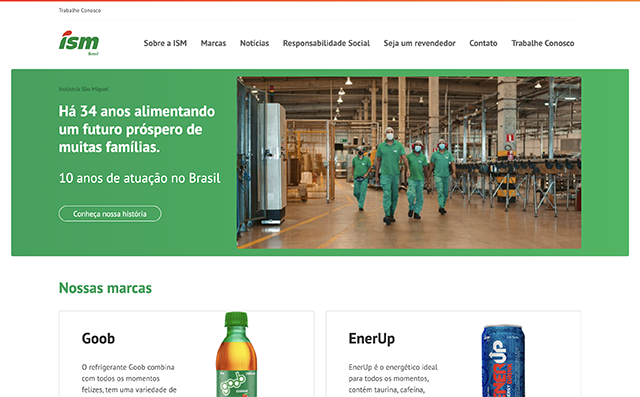 Trabalhe Conosco
ism
Brasil
Sobre a ISM Marcas Notícias Responsabilidade Social Seja um revendedor Contato Trabalhe Conosco
Indústria São Miguel
Há 34 anos alimentando
um futuro próspero de
muitas famílias.
10 anos de atuação no Brasil
Conheça nossa história
Nossas marcas
Goob
O refrigerante Goob combina
com todos os momentos
felizes, tem uma variedade de
goob
EnerUp
EnerUp é o energético ideal
para todos os momentos,
contém taurina, cafeína,
ENERUP